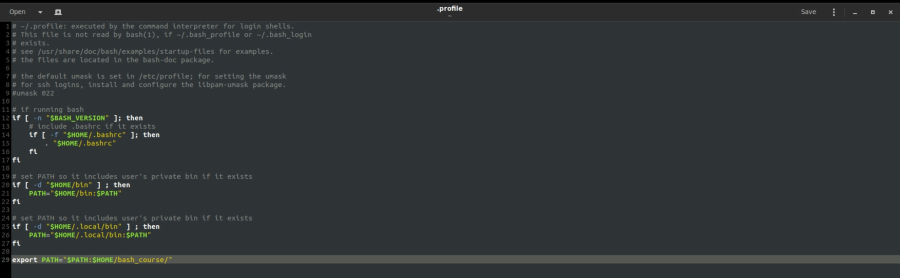 Open
.profile
~
Save
1 # ~/.profile: executed by the command interpreter for login shells.
2 # This file is not read by bash(1), if ~/.bash_profile or ~/.bash_login
3 # exists.
4 # see /usr/share/doc/bash/examples/startup-files for examples.
5 # the files are located in the bash-doc package.
6
7 # the default umask is set in /etc/profile; for setting the umask
8 # for ssh logins, install and configure the libpam-umask package.
9 #umask 022
10
11 # if running bash
12 if [ -n "$BASH_VERSION" ]; then
13     # include .bashrc if it exists
14     if [ -f "$HOME/.bashrc" ]; then
15         . "$HOME/.bashrc"
16     fi
17 fi
18
19 # set PATH so it includes user's private bin if it exists
20 if [ -d "$HOME/bin" ] ; then
21     PATH="$HOME/bin:$PATH"
22 fi
23
24 # set PATH so it includes user's private bin if it exists
25 if [ -d "$HOME/.local/bin" ] ; then
26     PATH="$HOME/.local/bin:$PATH"
27 fi
28
29 export PATH="$PATH:$HOME/bash_course/"